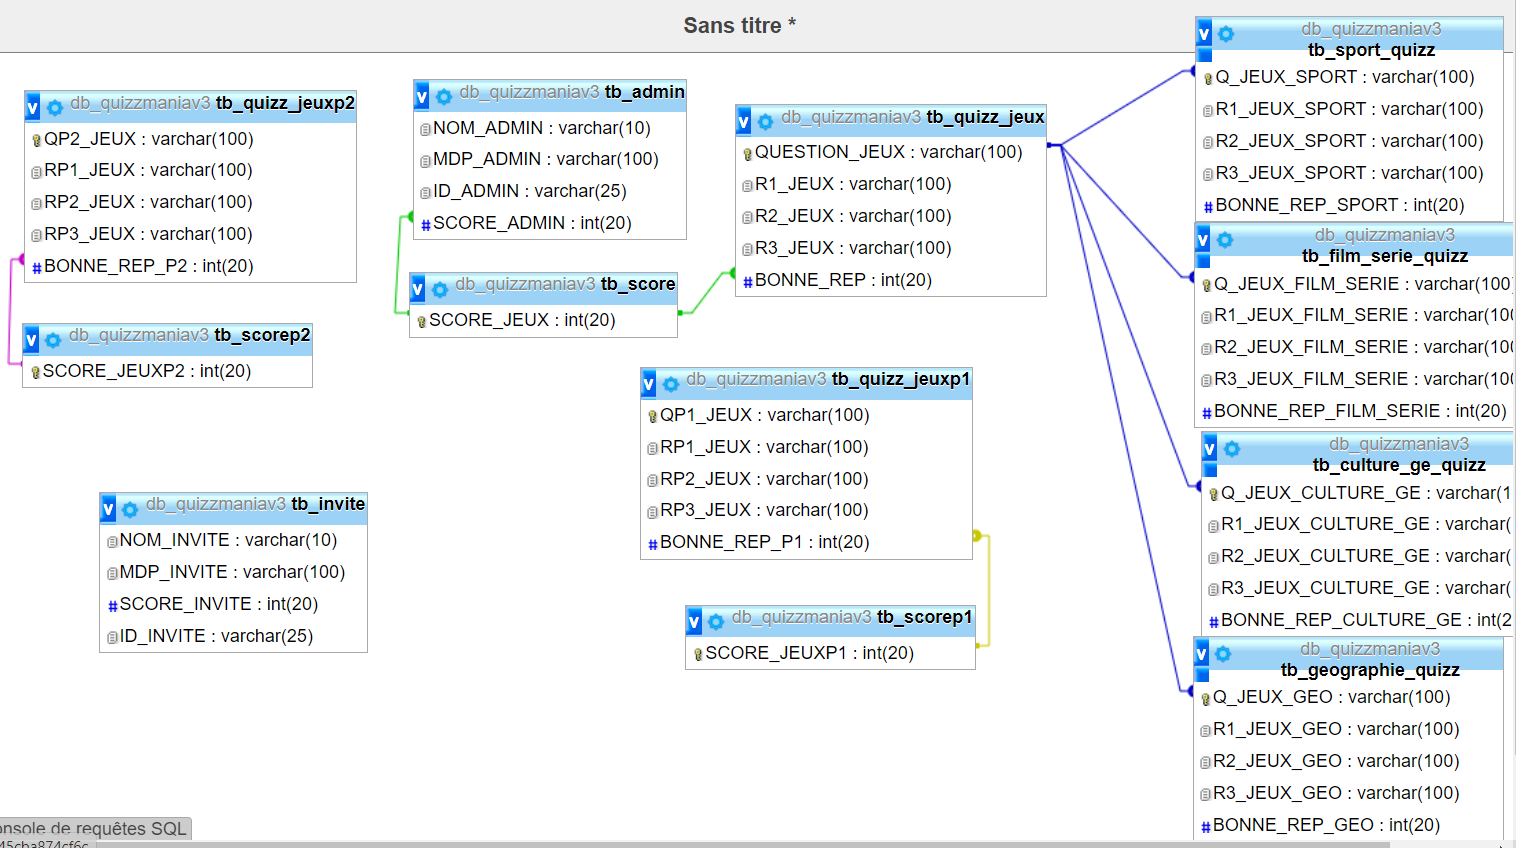 Sans titre *
db_quizzmaniav3 tb_quizz_jeuxp2
QP2_JEUX : varchar(100)
RP1_JEUX : varchar(100)
RP2_JEUX : varchar(100)
RP3_JEUX : varchar(100)
BONNE_REP_P2 : int(20)
db_quizzmaniav3 tb_scorep2
SCORE_JEUXP2 : int(20)
db_quizzmaniav3 tb_invite
NOM_INVITE : varchar(10)
MDP_INVITE : varchar(100)
SCORE_INVITE : int(20)
ID_INVITE : varchar(25)
db_quizzmaniav3 tb_admin
NOM_ADMIN : varchar(10)
MDP_ADMIN : varchar(100)
ID_ADMIN : varchar(25)
SCORE_ADMIN : int(20)
db_quizzmaniav3 tb_score
SCORE_JEUX : int(20)
db_quizzmaniav3 tb_quizz_jeux
QUESTION_JEUX : varchar(100)
R1_JEUX : varchar(100)
R2_JEUX : varchar(100)
R3_JEUX : varchar(100)
BONNE_REP : int(20)
db_quizzmaniav3 tb_quizz_jeuxp1
QP1_JEUX : varchar(100)
RP1_JEUX : varchar(100)
RP2_JEUX : varchar(100)
RP3_JEUX : varchar(100)
BONNE_REP_P1 : int(20)
db_quizzmaniav3 tb_scorep1
SCORE_JEUXP1 : int(20)
db_quizzmaniav3
tb_sport_quizz
Q_JEUX_SPORT : varchar(100)
R1_JEUX_SPORT : varchar(100)
R2_JEUX_SPORT : varchar(100)
R3_JEUX_SPORT : varchar(100)
BONNE_REP_SPORT : int(20)
db_quizzmaniav3
tb_film_serie_quizz
Q_JEUX_FILM_SERIE : varchar(100
R1_JEUX_FILM_SERIE : varchar(100
R2_JEUX_FILM_SERIE : varchar(100
R3_JEUX_FILM_SERIE : varchar(100
BONNE_REP_FILM_SERIE : int(20)
db_quizzmaniav3
tb_culture_ge_quizz
Q_JEUX_CULTURE_GE : varchar(1
R1_JEUX_CULTURE_GE : varchar(
R2_JEUX_CULTURE_GE : varchar(
R3_JEUX_CULTURE_GE : varchar(
BONNE_REP_CULTURE_GE : int(2
db_quizzmaniav3
tb_geographie_quizz
Q_JEUX_GEO : varchar(100)
R1_JEUX_GEO : varchar(100)
R2_JEUX_GEO : varchar(100)
R3_JEUX_GEO : varchar(100)
BONNE_REP_GEO : int(20)
onsole de requêtes SQL